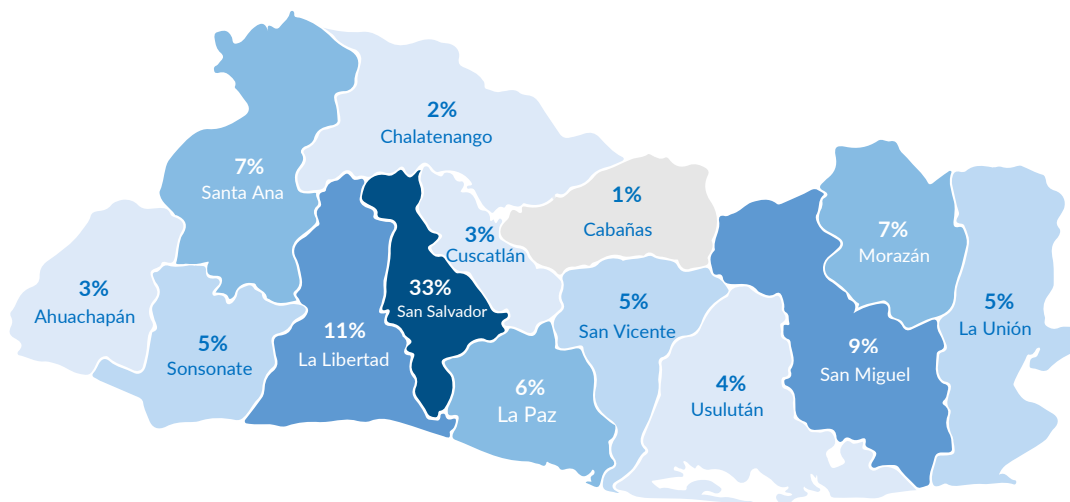 2%
Chalatenango
7%
Santa Ana
1%
Cabañas
3%
Cuscatlán
7%
Morazán
3%
Ahuachapán
33%
San Salvador
5%
San Vicente
5%
La Unión
11%
La Libertad
5%
Sonsonate
9%
San Miguel
6%
La Paz
4%
Usulután